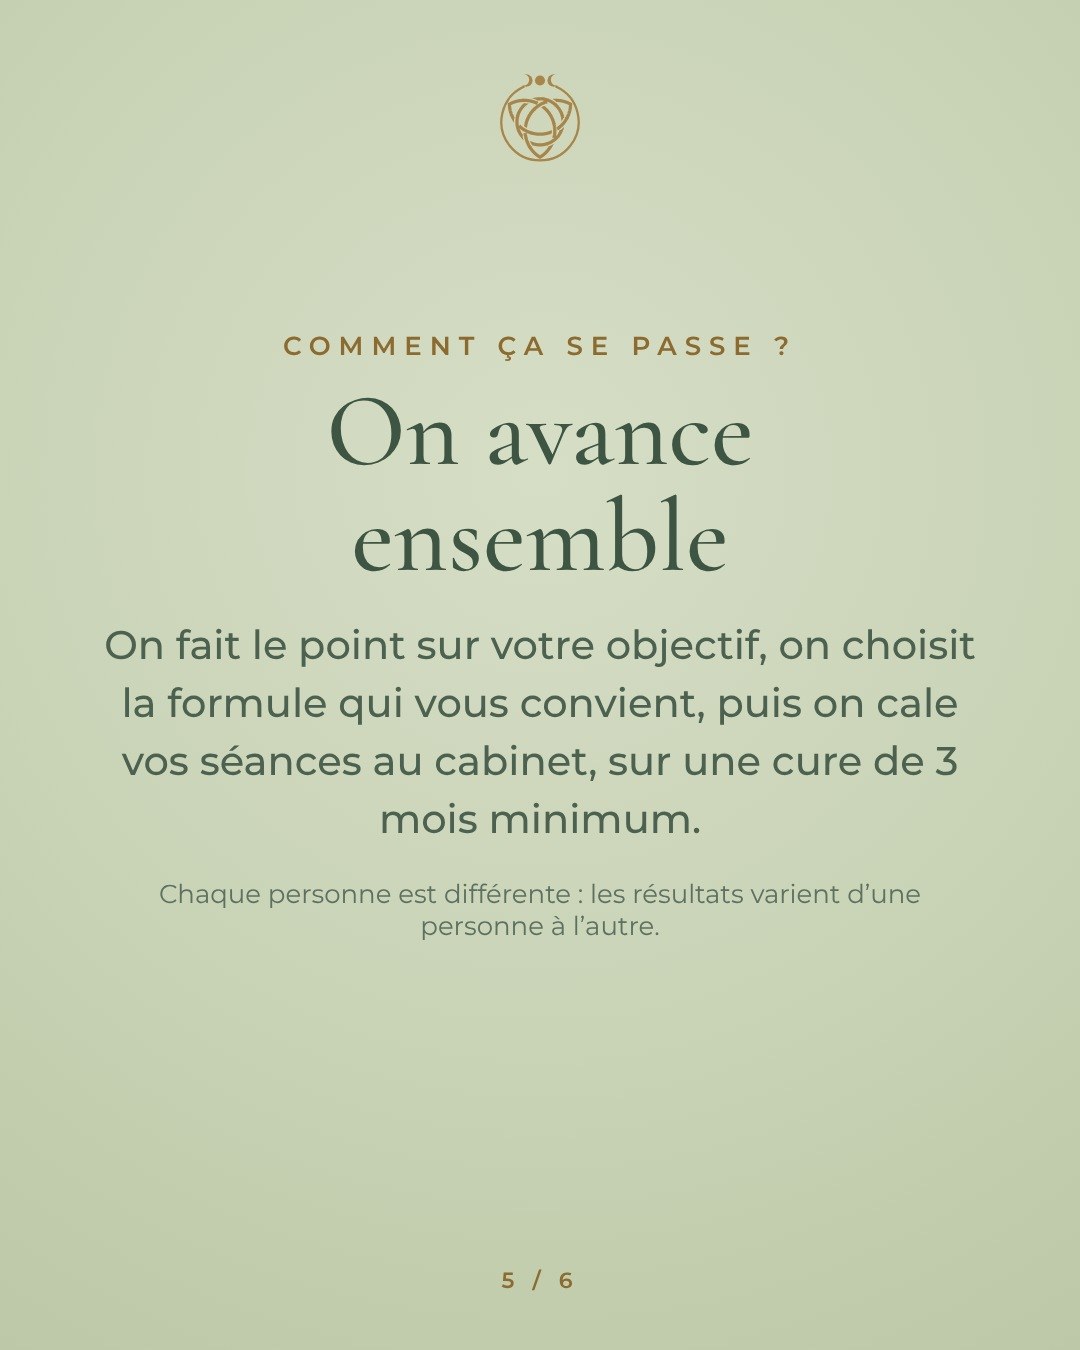 COMMENT ÇA SE PASSE ?
On avance
ensemble
On fait le point sur votre objectif, on choisit
la formule qui vous convient, puis on cale
vos séances au cabinet, sur une cure de 3
mois minimum.
Chaque personne est différente : les résultats varient d’une
personne à l’autre.
5 / 6